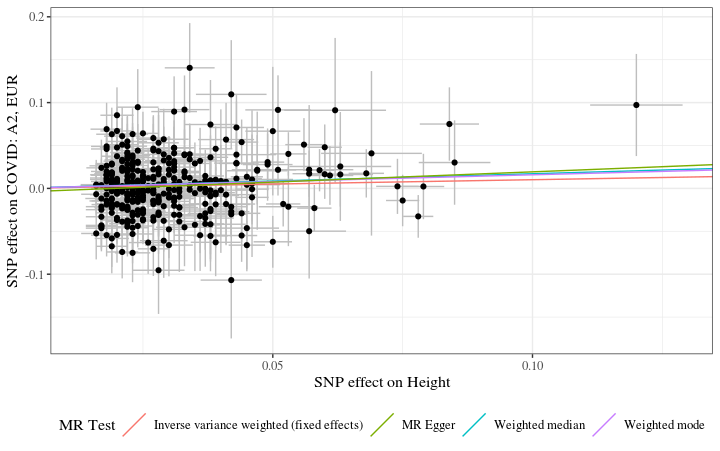 0.2
0.1
0.0
-0.1
SNP effect on COVID: A2, EUR
0.05
0.10
SNP effect on Height
MR Test
Inverse variance weighted (fixed effects)
MR Egger
Weighted median
Weighted mode